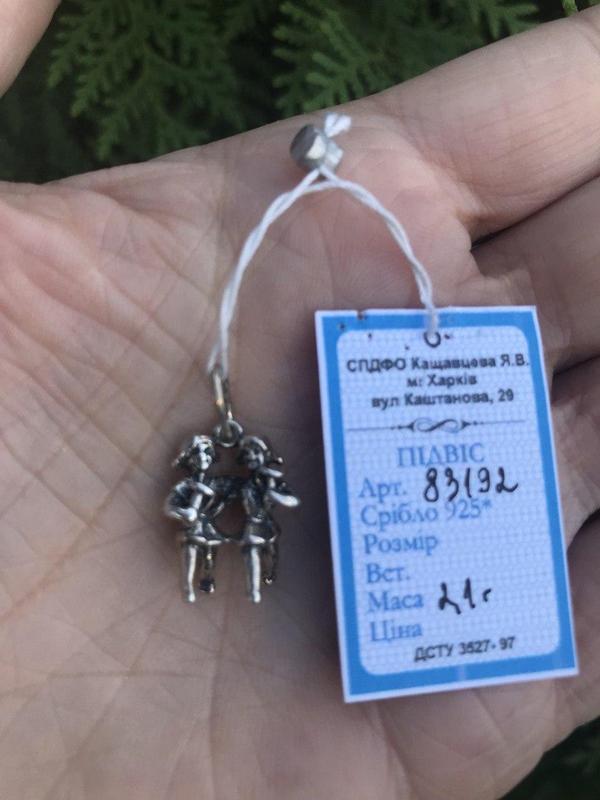 СПДФО Кащавцева Я.В.
м. Харків
вул Каштанова, 29
ПІДВІС
Арт. 83192
Срібло 925*
Розмір
Вст.
Маса 2,1 г
Ціна
ДСТУ 3527-97